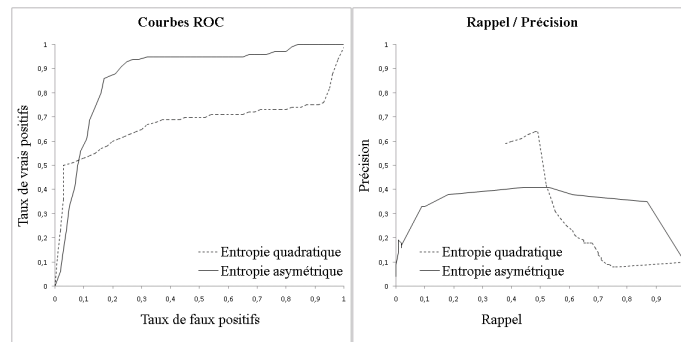 Courbes ROC
Taux de vrais positifs
1
0,9
0,8
0,7
0,6
0,5
0,4
0,3
0,2
0,1
0
Entropie quadratique
Entropie asymétrique
0 0,1 0,2 0,3 0,4 0,5 0,6 0,7 0,8 0,9 1
Taux de faux positifs
Rappel / Précision
Précision
1
0,9
0,8
0,7
0,6
0,5
0,4
0,3
0,2
0,1
0
Entropie quadratique
Entropie asymétrique
0 0,1 0,2 0,3 0,4 0,5 0,6 0,7 0,8 0,9
Rappel